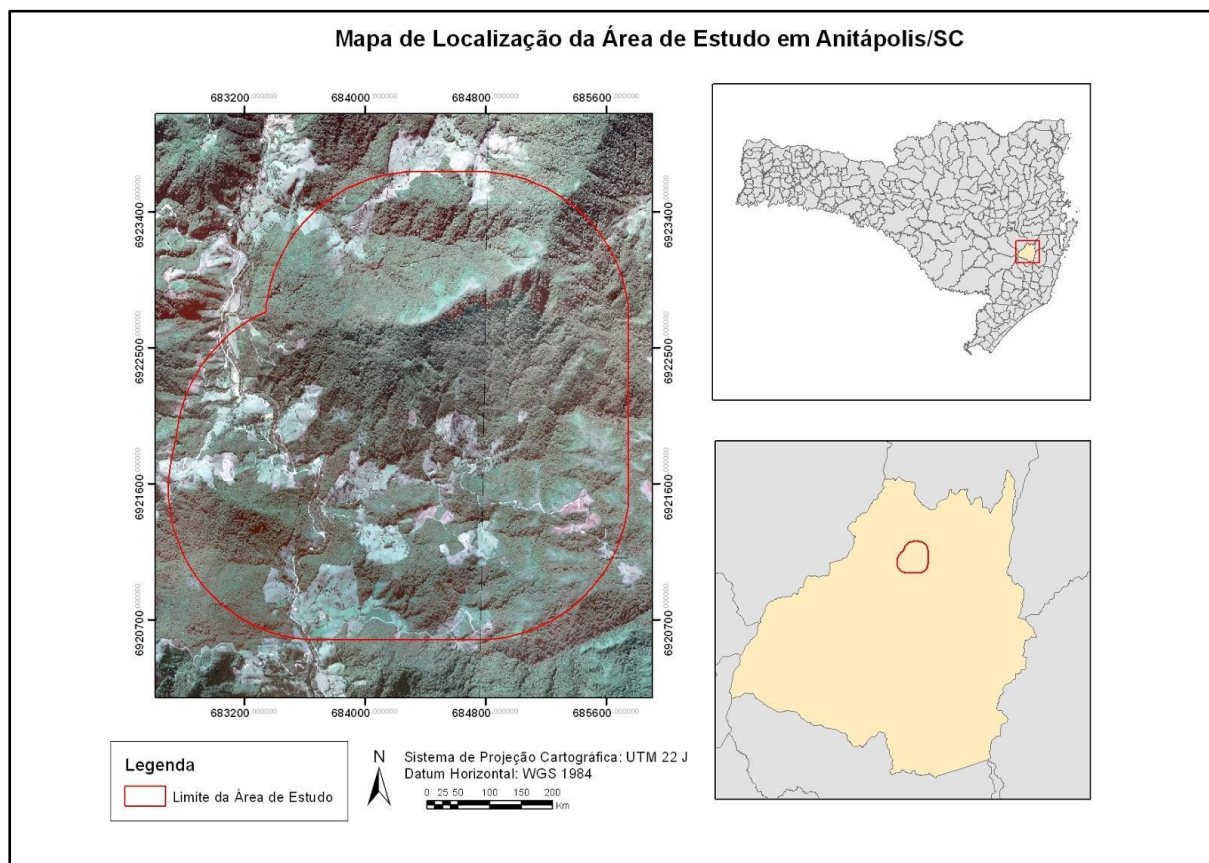 Mapa de Localização da Área de Estudo em Anitápolis/SC
683200,000000 684000,000000 684800,000000 685600,000000
6923400,000000 6923400,000000
6922500,000000 6922500,000000
6921600,000000 6921600,000000
6920700,000000 6920700,000000
683200,000000 684000,000000 684800,000000 685600,000000
Legenda
Limite da Área de Estudo
N
Sistema de Projeção Cartográfica: UTM 22 J
Datum Horizontal: WGS 1984
0 25 50 100 150 200
Km